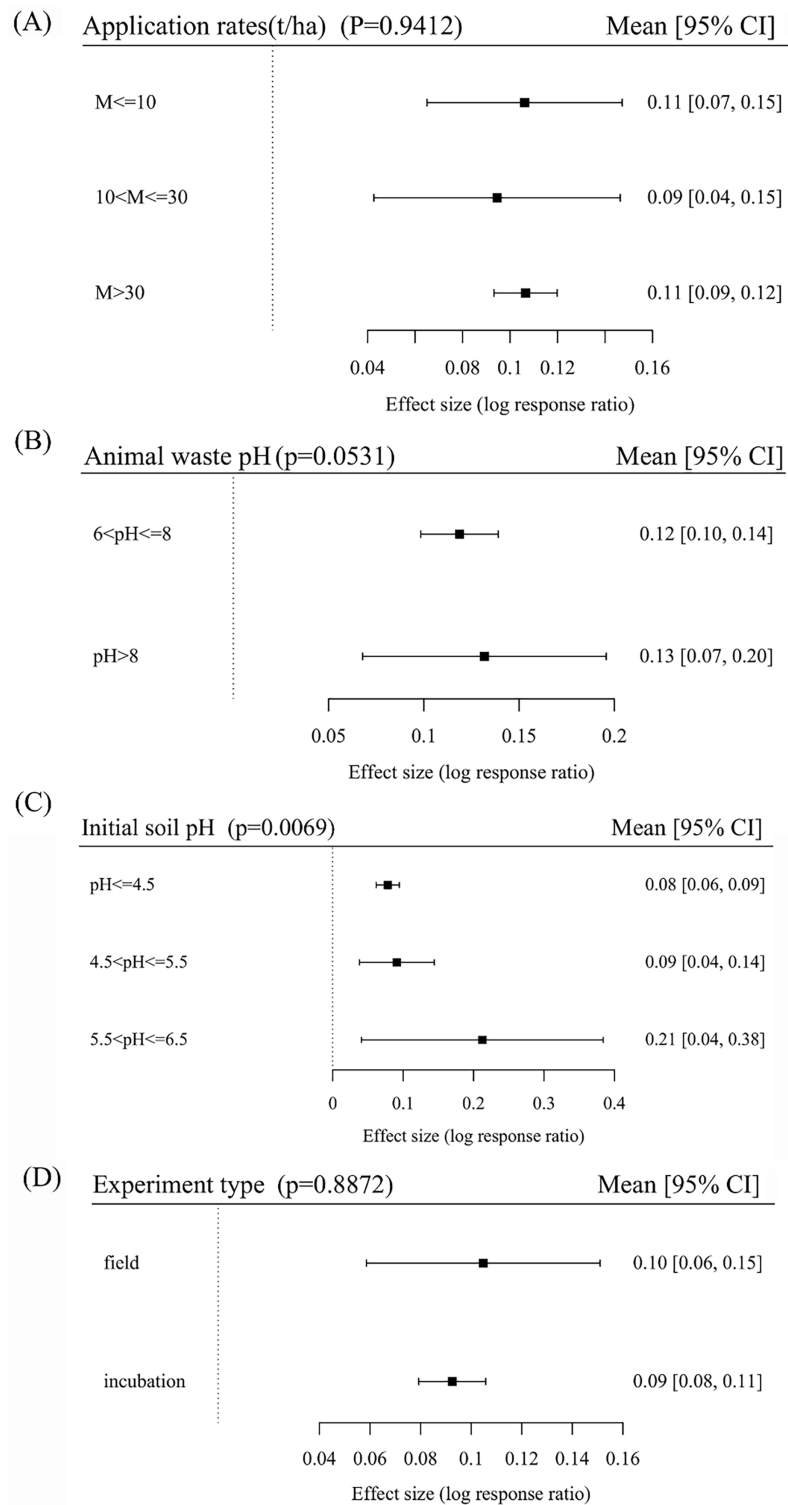 (A)
Application rates(t/ha) (P=0.9412) Mean [95% CI]
M<=10 0.11 [0.07, 0.15]
10<M<=30 0.09 [0.04, 0.15]
M>30 0.11 [0.09, 0.12]
0.04 0.08 0.1 0.12 0.16
Effect size (log response ratio)
(B)
Animal waste pH (p=0.0531) Mean [95% CI]
6<pH<=8 0.12 [0.10, 0.14]
pH>8 0.13 [0.07, 0.20]
0.05 0.1 0.15 0.2
Effect size (log response ratio)
(C)
Initial soil pH (p=0.0069) Mean [95% CI]
pH<=4.5 0.08 [0.06, 0.09]
4.5<pH<=5.5 0.09 [0.04, 0.14]
5.5<pH<=6.5 0.21 [0.04, 0.38]
0 0.1 0.2 0.3 0.4
Effect size (log response ratio)
(D)
Experiment type (p=0.8872) Mean [95% CI]
field 0.10 [0.06, 0.15]
incubation 0.09 [0.08, 0.11]
0.04 0.06 0.08 0.1 0.12 0.14 0.16
Effect size (log response ratio)